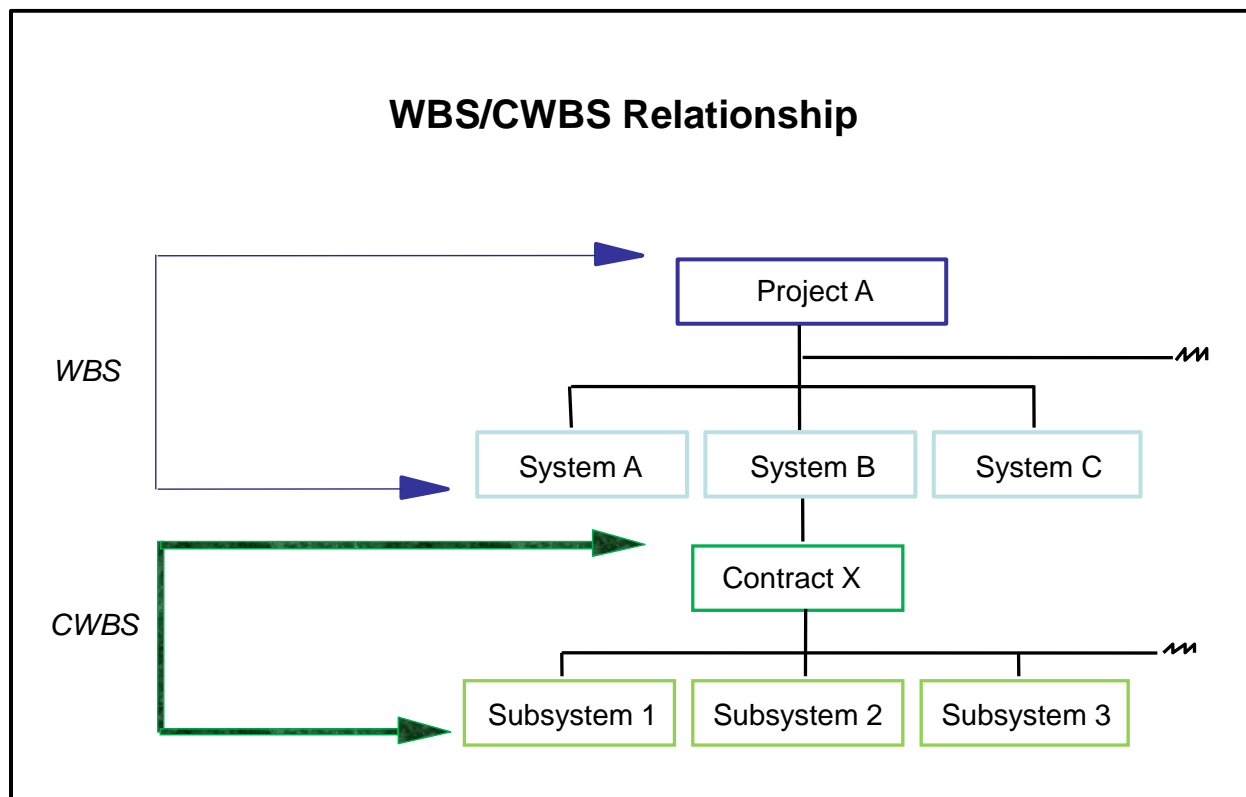 WBS/CWBS Relationship
Project A
WBS
System A
System B
System C
Contract X
CWBS
Subsystem 1
Subsystem 2
Subsystem 3